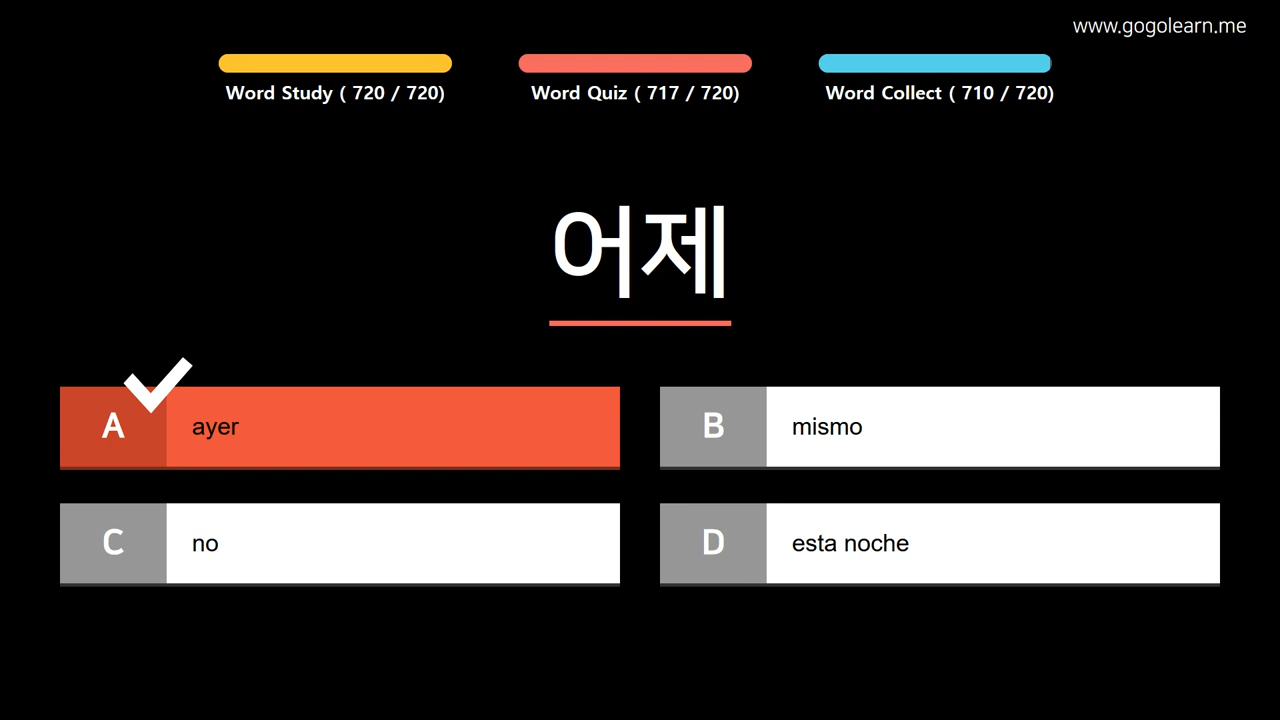 www.gogolearn.me
Word Study ( 720 / 720)
Word Quiz ( 717 / 720)
Word Collect ( 710 / 720)
어제
A
ayer
B
mismo
C
no
D
esta noche